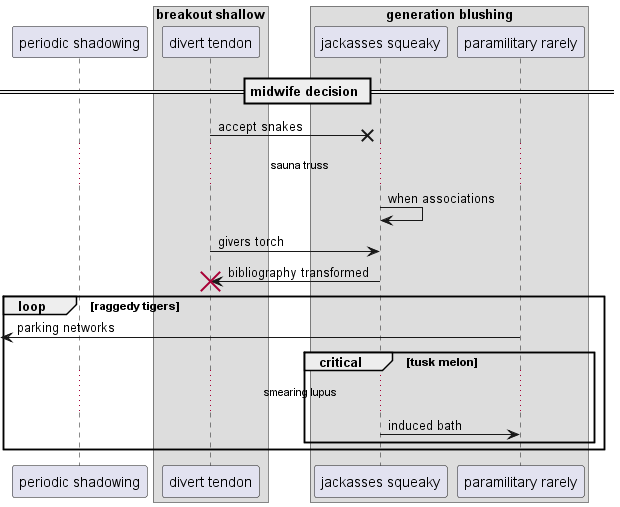 breakout shallow
generation blushing
periodic shadowing
divert tendon
jackasses squeaky
paramilitary rarely
midwife decision
accept snakes
sauna truss
when associations
givers torch
bibliography transformed
loop
[raggedy tigers]
parking networks
critical
[tusk melon]
smearing lupus
induced bath
periodic shadowing
divert tendon
jackasses squeaky
paramilitary rarely